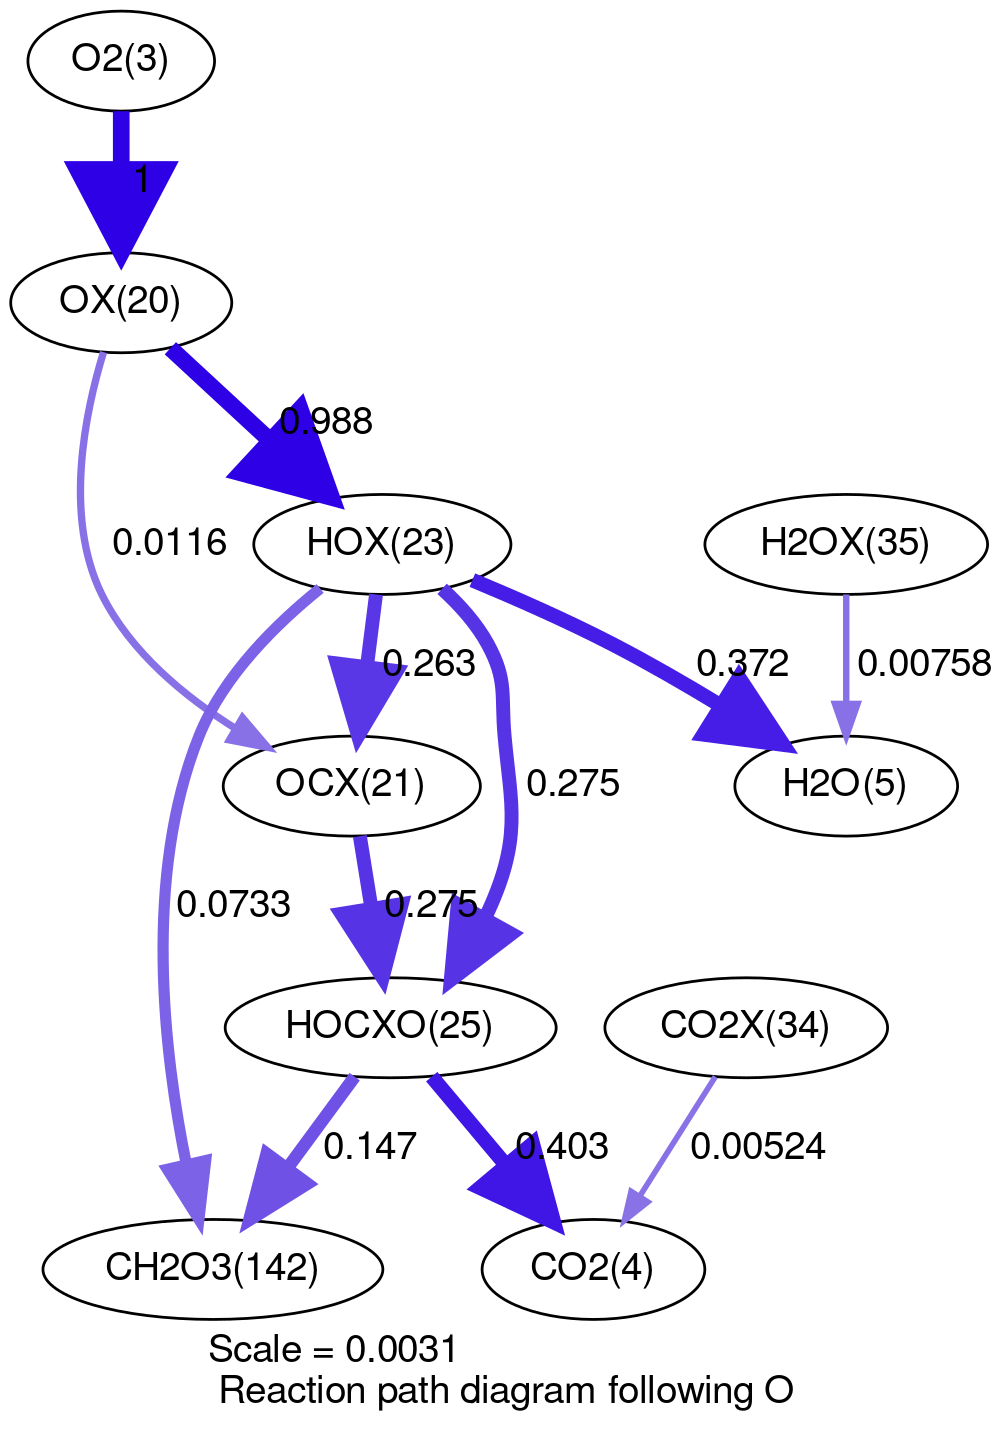 O2(3)
1
OX(20)
0.988
0.0116
HOX(23)
H2OX(35)
0.263
0.372
0.00758
OCX(21)
0.275
H2O(5)
0.0733
0.275
HOCXO(25)
CO2X(34)
0.147
0.403
0.00524
CH2O3(142)
CO2(4)
Scale = 0.0031
Reaction path diagram following O